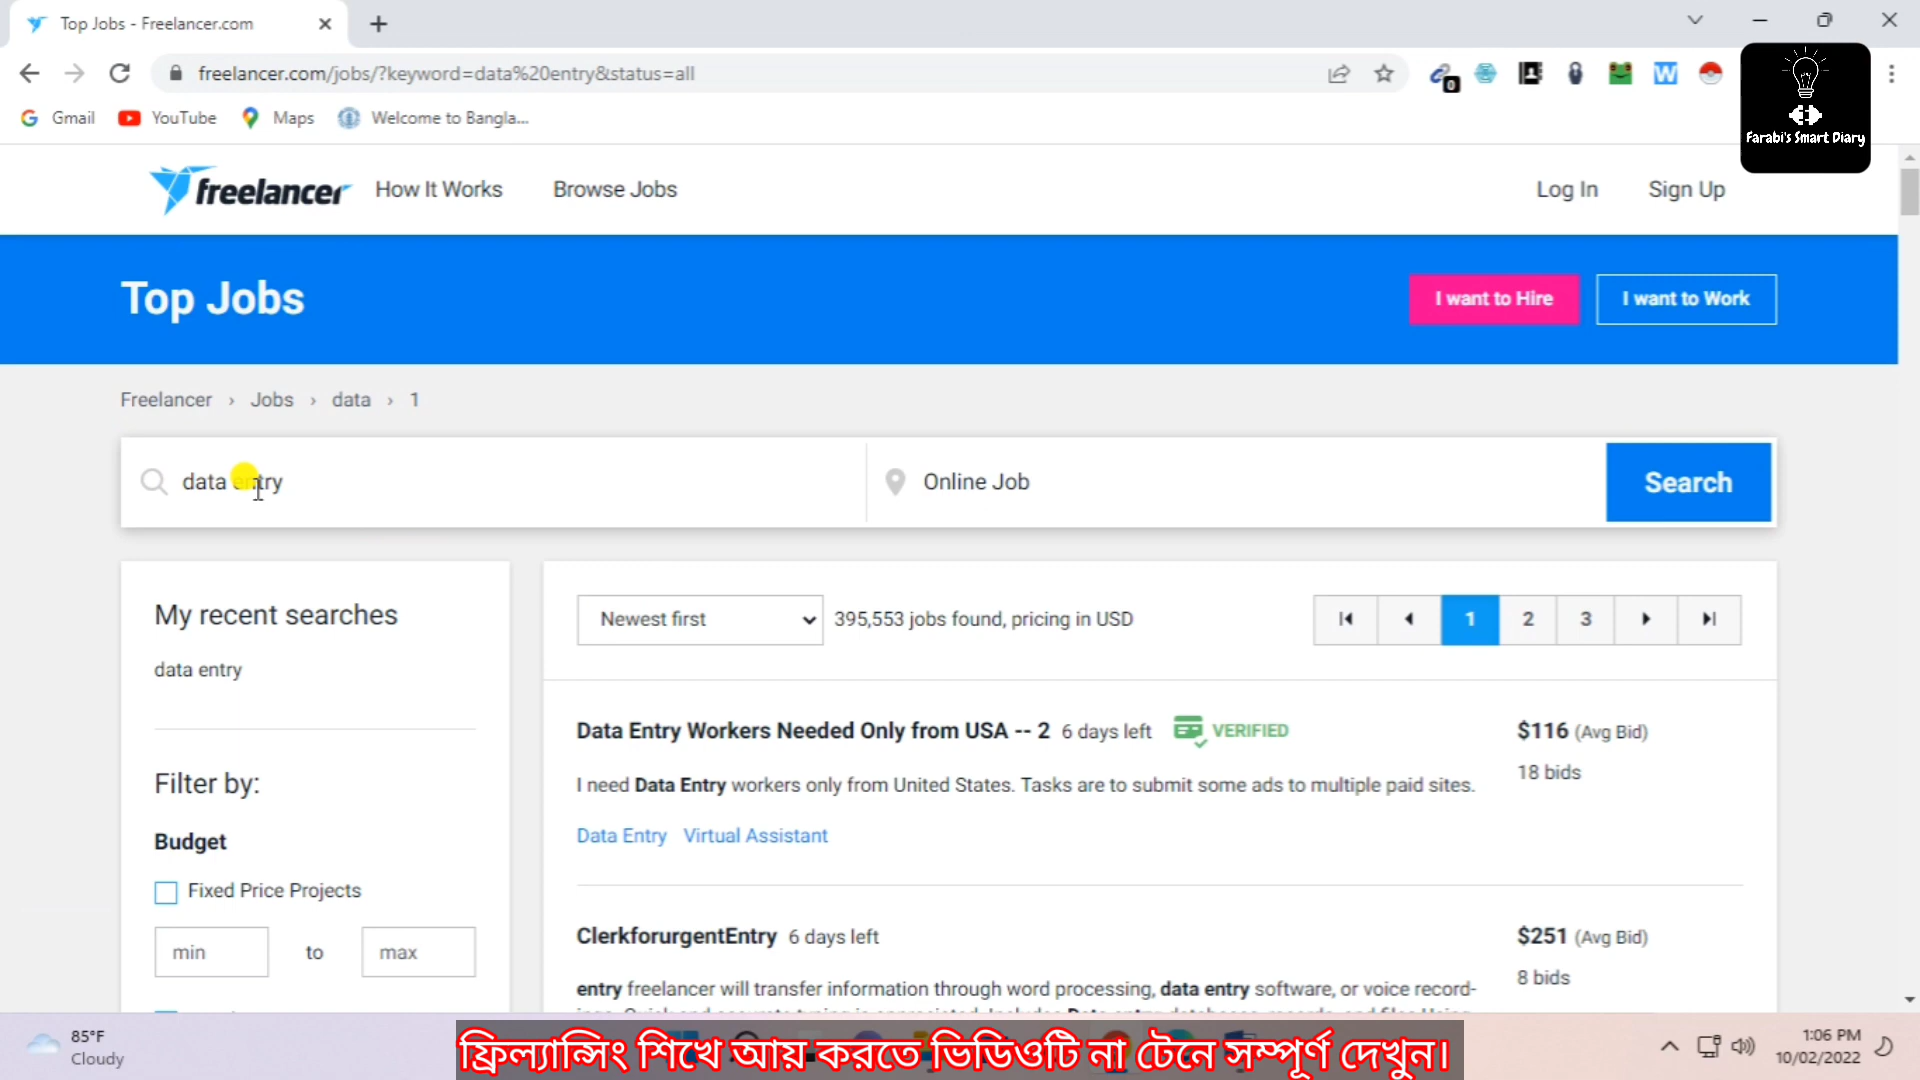 Top Jobs - Freelancer.com
freelancer.com/jobs/?keyword=data%20entry&status=all
0
W
Gmail
YouTube
Maps
Welcome to Bangla...
Farabi's Smart Diary
freelancer
How It Works
Browse Jobs
Log In
Sign Up
Top Jobs
I want to Hire
I want to Work
Freelancer › Jobs › data › 1
data entry
Online Job
Search
My recent searches
data entry
Filter by:
Budget
Fixed Price Projects
min to max
Newest first
395,553 jobs found, pricing in USD
1 2 3
Data Entry Workers Needed Only from USA -- 2 6 days left VERIFIED
$116 (Avg Bid)
18 bids
I need Data Entry workers only from United States. Tasks are to submit some ads to multiple paid sites.
Data Entry Virtual Assistant
ClerkforurgentEntry 6 days left
$251 (Avg Bid)
8 bids
entry freelancer will transfer information through word processing, data entry software, or voice record-
85°F
Cloudy
ফ্রিল্যান্সিং শিখে আয় করতে ভিডিওটি না টেনে সম্পূর্ণ দেখুন।
1:06 PM
10/02/2022